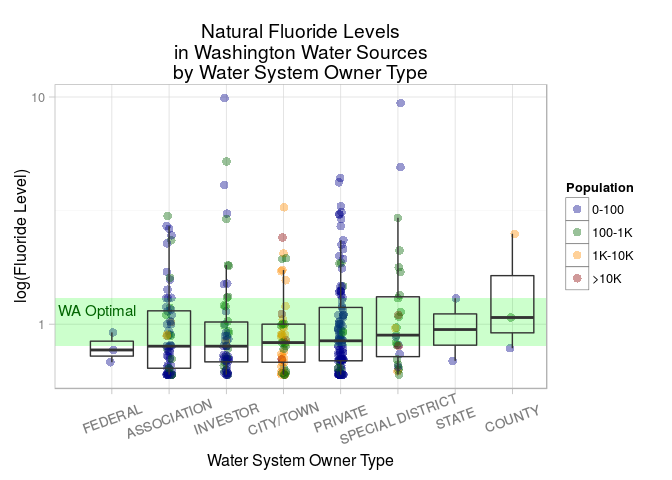 Natural Fluoride Levels
in Washington Water Sources
by Water System Owner Type
10
1
log(Fluoride Level)
WA Optimal
FEDERAL
ASSOCIATION
INVESTOR
CITY/TOWN
PRIVATE
SPECIAL DISTRICT
STATE
COUNTY
Water System Owner Type
Population
0-100
100-1K
1K-10K
>10K